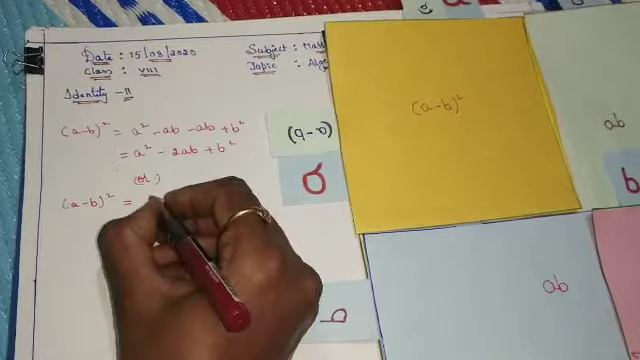 Date : 15/08/2020
Subject : Mat
Class : VIII
Topic : Alg
Identity - II
(a-b)² = a² - ab - ab + b²
= a² - 2ab + b²
(or)
(a-b)² =
(a-b)
(a-b)²
ab
b
ab